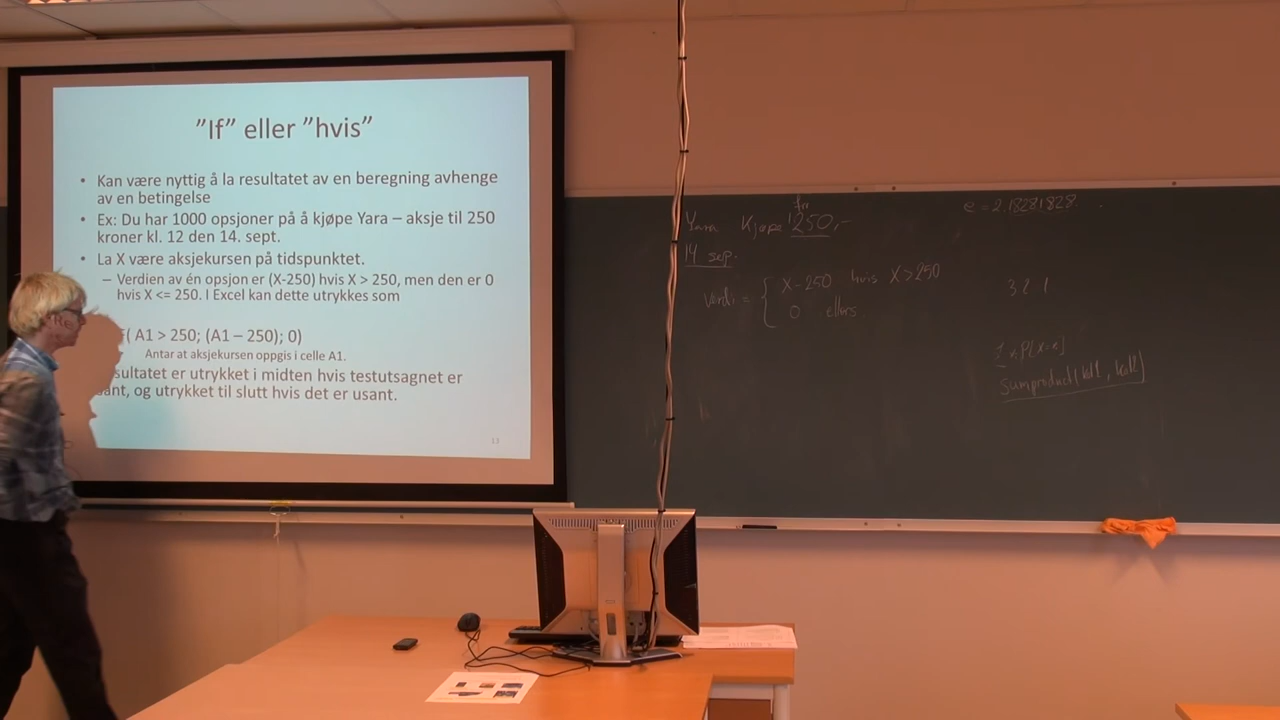 ”If” eller ”hvis”
• Kan være nyttig å la resultatet av en beregning avhenge
av en betingelse
• Ex: Du har 1000 opsjoner på å kjøpe Yara – aksje til 250
kroner kl. 12 den 14. sept.
• La X være aksjekursen på tidspunktet.
– Verdien av én opsjon er (X-250) hvis X > 250, men den er 0
hvis X <= 250. I Excel kan dette utrykkes som
( A1 > 250; (A1 – 250); 0)
Antar at aksjekursen oppgis i celle A1.
sultatet er utrykket i midten hvis testutsagnet er
sant, og utrykket til slutt hvis det er usant.
13
for
Yara Kjøpe 250,-
14 sep.
Verdi = { X-250 hvis X>250
0 ellers.
e = 2.18281828.
3 2 1
sumproduct(